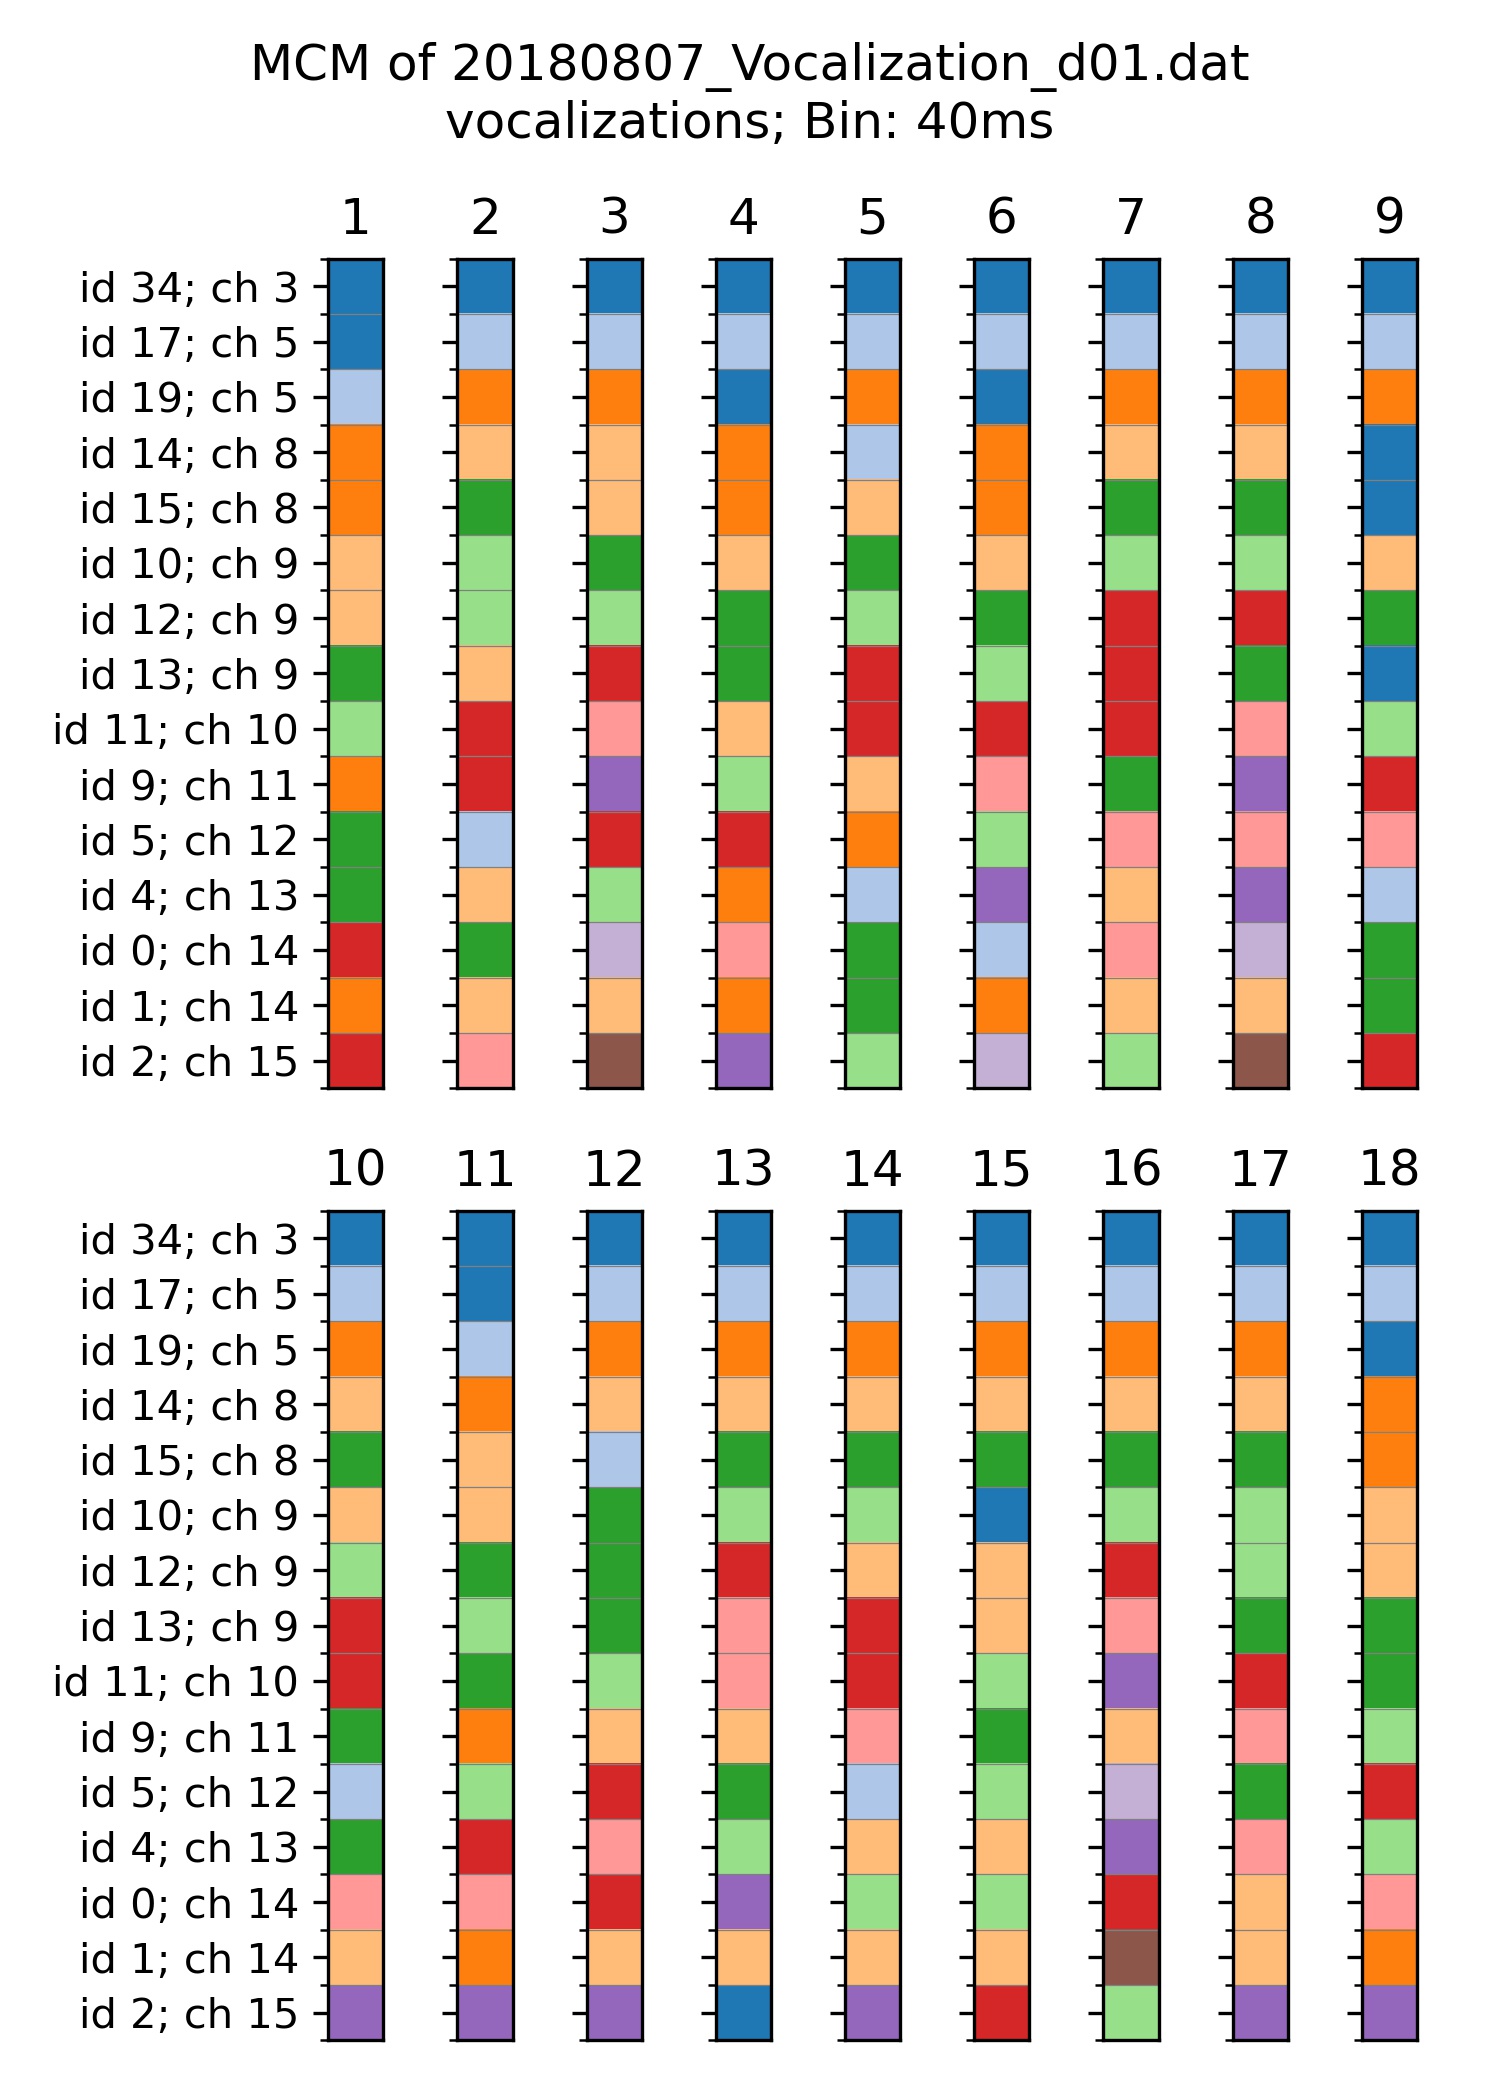 MCM of 20180807_Vocalization_d01.dat
vocalizations; Bin: 40ms
1 2 3 4 5 6 7 8 9
id 34; ch 3
id 17; ch 5
id 19; ch 5
id 14; ch 8
id 15; ch 8
id 10; ch 9
id 12; ch 9
id 13; ch 9
id 11; ch 10
id 9; ch 11
id 5; ch 12
id 4; ch 13
id 0; ch 14
id 1; ch 14
id 2; ch 15
10 11 12 13 14 15 16 17 18
id 34; ch 3
id 17; ch 5
id 19; ch 5
id 14; ch 8
id 15; ch 8
id 10; ch 9
id 12; ch 9
id 13; ch 9
id 11; ch 10
id 9; ch 11
id 5; ch 12
id 4; ch 13
id 0; ch 14
id 1; ch 14
id 2; ch 15